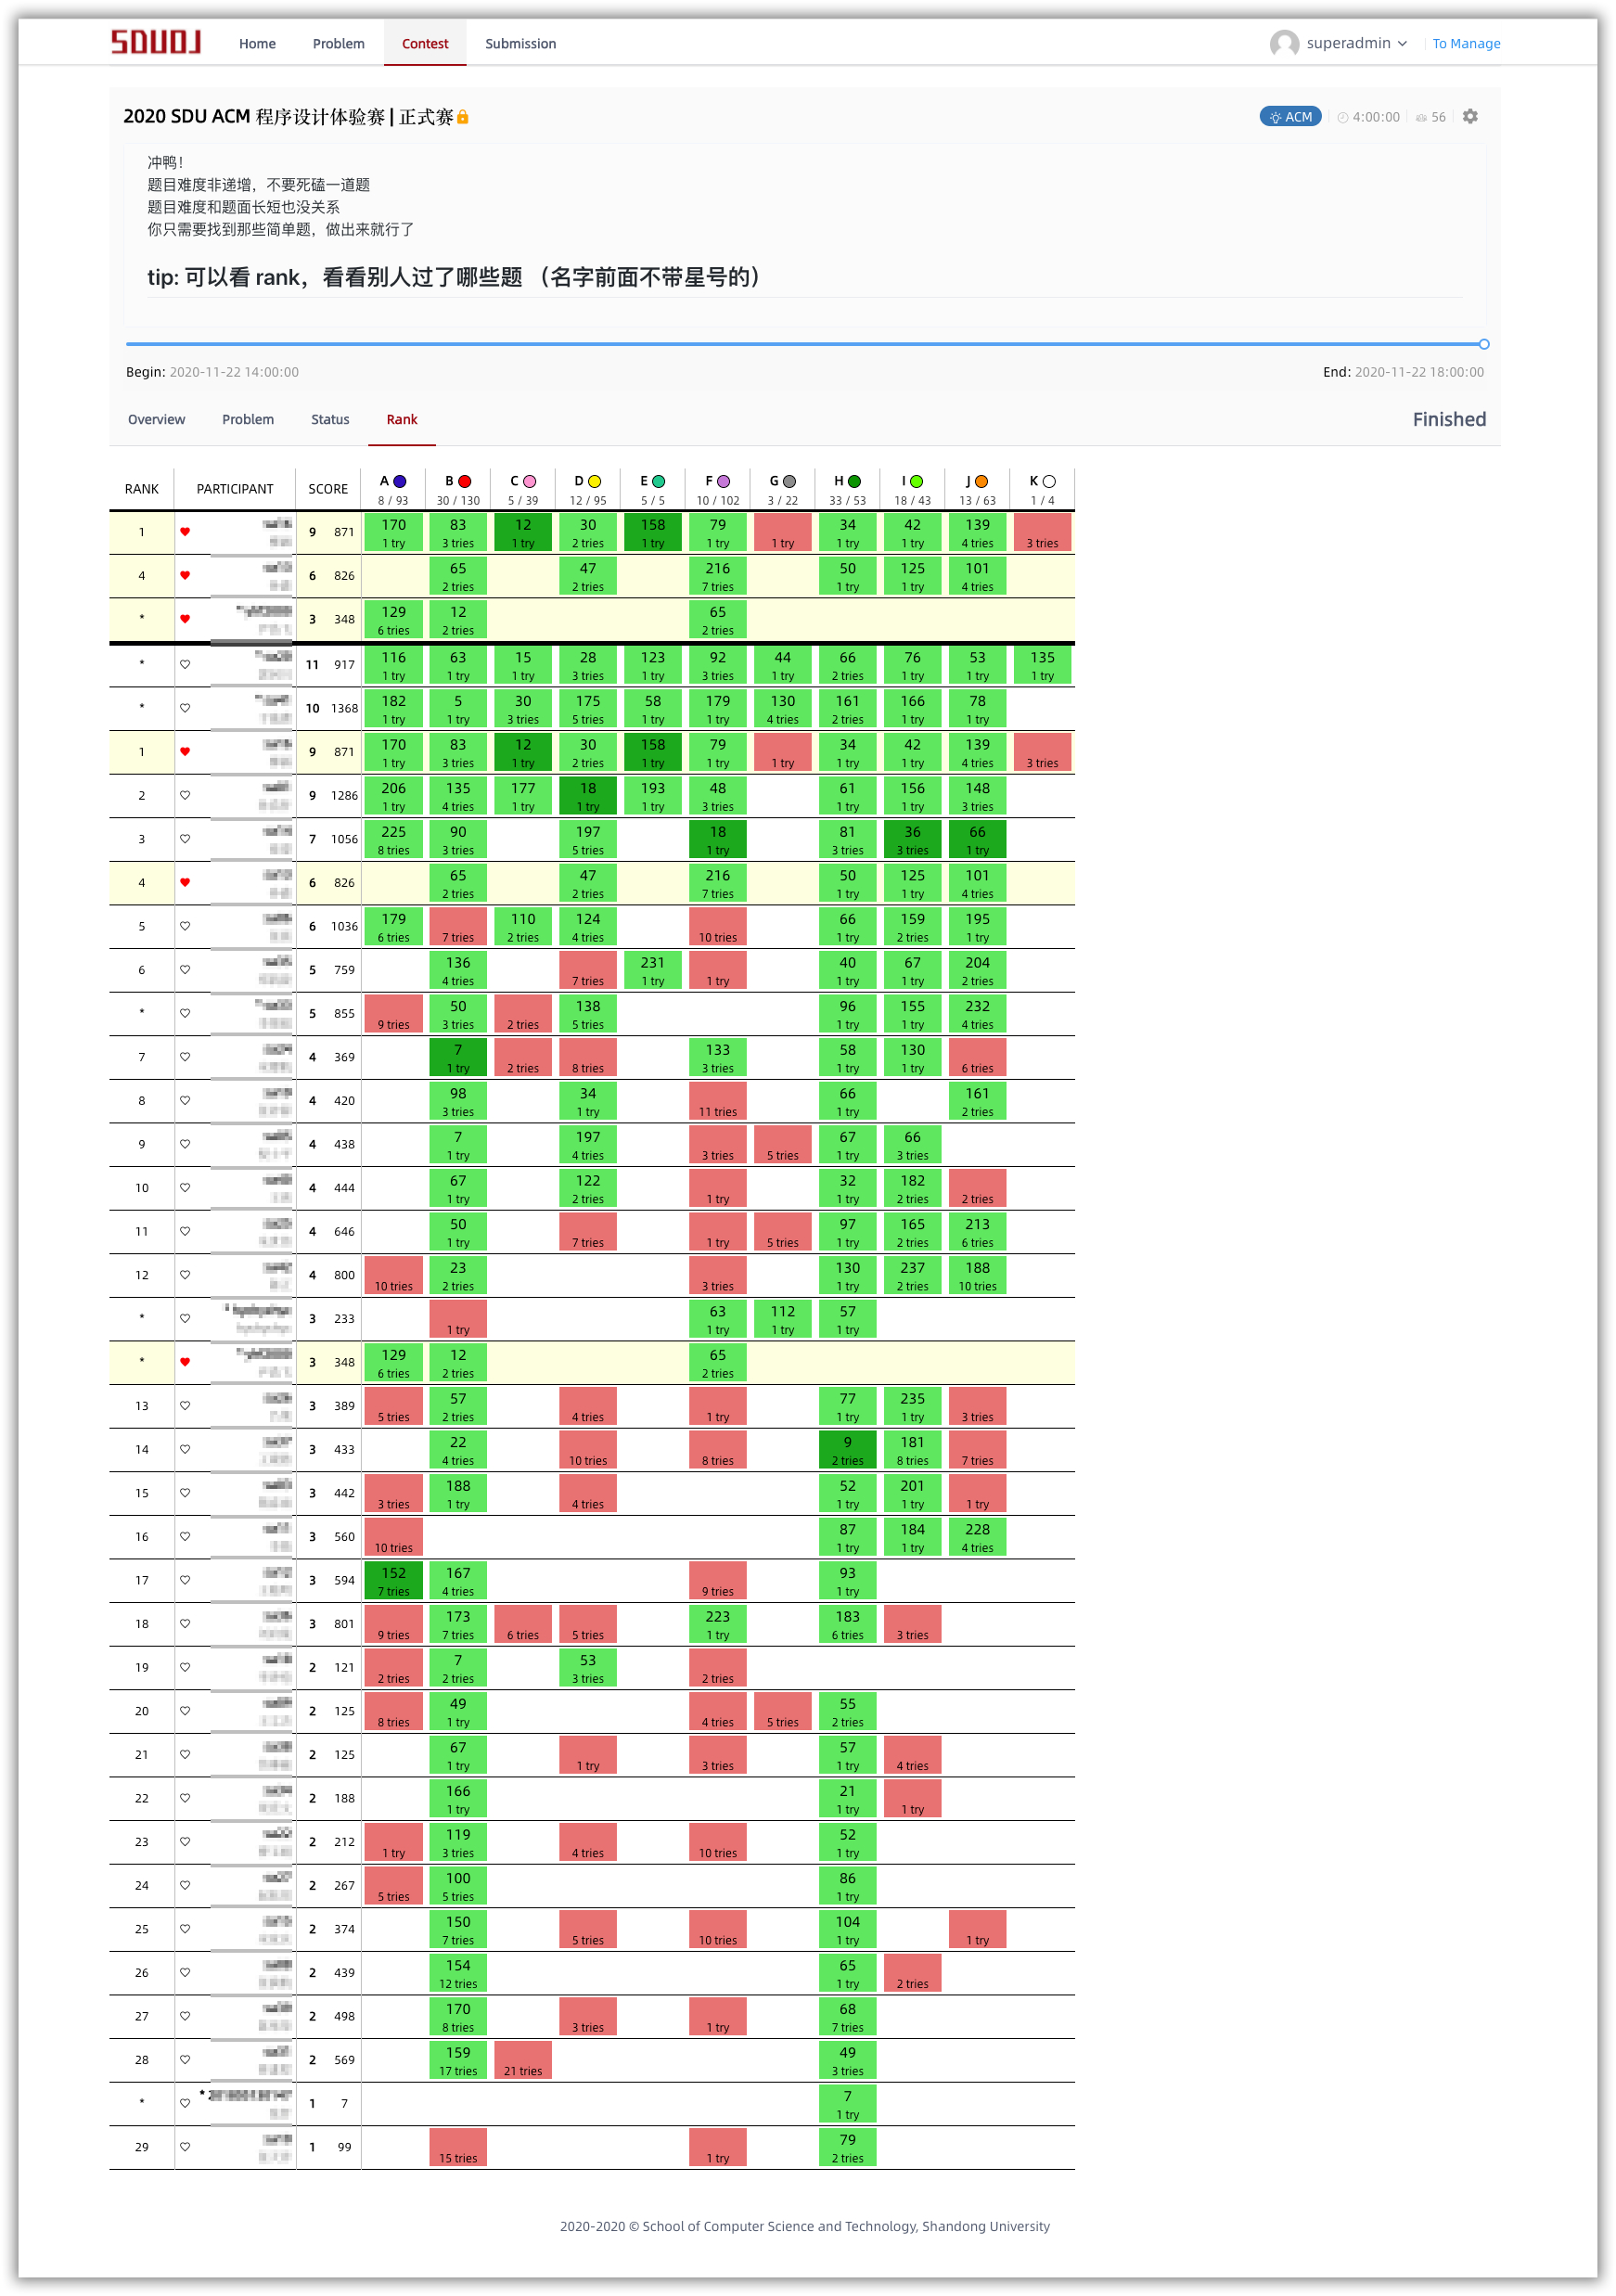 SDUOJ Home Problem Contest Submission superadmin To Manage
2020 SDU ACM 程序设计体验赛 | 正式赛 ACM 4:00:00 56
冲鸭！
题目难度非递增，不要死磕一道题
题目难度和题面长短也没关系
你只需要找到那些简单题，做出来就行了
tip: 可以看 rank，看看别人过了哪些题 （名字前面不带星号的）
Begin: 2020-11-22 14:00:00 End: 2020-11-22 18:00:00
Overview Problem Status Rank Finished
RANK PARTICIPANT SCORE A B C D E F G H I J K
8 / 93 30 / 130 5 / 39 12 / 95 5 / 5 10 / 102 3 / 22 33 / 53 18 / 43 13 / 63 1 / 4
1 9 871 170 83 12 30 158 79 34 42 139
1 try 3 tries 1 try 2 tries 1 try 1 try 1 try 1 try 1 try 4 tries 3 tries
4 6 826 65 47 216 50 125 101
2 tries 2 tries 7 tries 1 try 1 try 4 tries
* 3 348 129 12 65
6 tries 2 tries 2 tries
* 11 917 116 63 15 28 123 92 44 66 76 53 135
1 try 1 try 1 try 3 tries 1 try 3 tries 1 try 2 tries 1 try 1 try 1 try
* 10 1368 182 5 30 175 58 179 130 161 166 78
1 try 1 try 3 tries 5 tries 1 try 1 try 4 tries 2 tries 1 try 1 try
1 9 871 170 83 12 30 158 79 34 42 139
1 try 3 tries 1 try 2 tries 1 try 1 try 1 try 1 try 1 try 4 tries 3 tries
2 9 1286 206 135 177 18 193 48 61 156 148
1 try 4 tries 1 try 1 try 1 try 3 tries 1 try 1 try 3 tries
3 7 1056 225 90 197 18 81 36 66
8 tries 3 tries 5 tries 1 try 3 tries 3 tries 1 try
4 6 826 65 47 216 50 125 101
2 tries 2 tries 7 tries 1 try 1 try 4 tries
5 6 1036 179 110 124 66 159 195
6 tries 7 tries 2 tries 4 tries 10 tries 1 try 2 tries 1 try
6 5 759 136 231 40 67 204
4 tries 7 tries 1 try 1 try 1 try 1 try 2 tries
* 5 855 50 138 96 155 232
9 tries 3 tries 2 tries 5 tries 1 try 1 try 4 tries
7 4 369 7 133 58 130
1 try 2 tries 8 tries 3 tries 1 try 1 try 6 tries
8 4 420 98 34 66 161
3 tries 1 try 11 tries 1 try 2 tries
9 4 438 7 197 67 66
1 try 4 tries 3 tries 5 tries 1 try 3 tries
10 4 444 67 122 32 182
1 try 2 tries 1 try 1 try 2 tries 2 tries
11 4 646 50 97 165 213
1 try 7 tries 1 try 5 tries 1 try 2 tries 6 tries
12 4 800 23 130 237 188
10 tries 2 tries 3 tries 1 try 2 tries 10 tries
* 3 233 63 112 57
1 try 1 try 1 try 1 try
* 3 348 129 12 65
6 tries 2 tries 2 tries
13 3 389 57 77 235
5 tries 2 tries 4 tries 1 try 1 try 1 try 3 tries
14 3 433 22 9 181
4 tries 10 tries 8 tries 2 tries 8 tries 7 tries
15 3 442 188 52 201
3 tries 1 try 4 tries 1 try 1 try 1 try
16 3 560 87 184 228
10 tries 1 try 1 try 4 tries
17 3 594 152 167 93
7 tries 4 tries 9 tries 1 try
18 3 801 173 223 183
9 tries 7 tries 6 tries 5 tries 1 try 6 tries 3 tries
19 2 121 7 53
2 tries 2 tries 3 tries 2 tries
20 2 125 49 55
8 tries 1 try 4 tries 5 tries 2 tries
21 2 125 67 57
1 try 1 try 3 tries 1 try 4 tries
22 2 188 166 21
1 try 1 try 1 try
23 2 212 119 52
1 try 3 tries 4 tries 10 tries 1 try
24 2 267 100 86
5 tries 5 tries 1 try
25 2 374 150 104
7 tries 5 tries 10 tries 1 try 1 try
26 2 439 154 65
12 tries 1 try 2 tries
27 2 498 170 68
8 tries 3 tries 1 try 7 tries
28 2 569 159 49
17 tries 21 tries 3 tries
* 1 7 7
1 try
29 1 99 79
15 tries 1 try 2 tries
2020-2020 © School of Computer Science and Technology, Shandong University